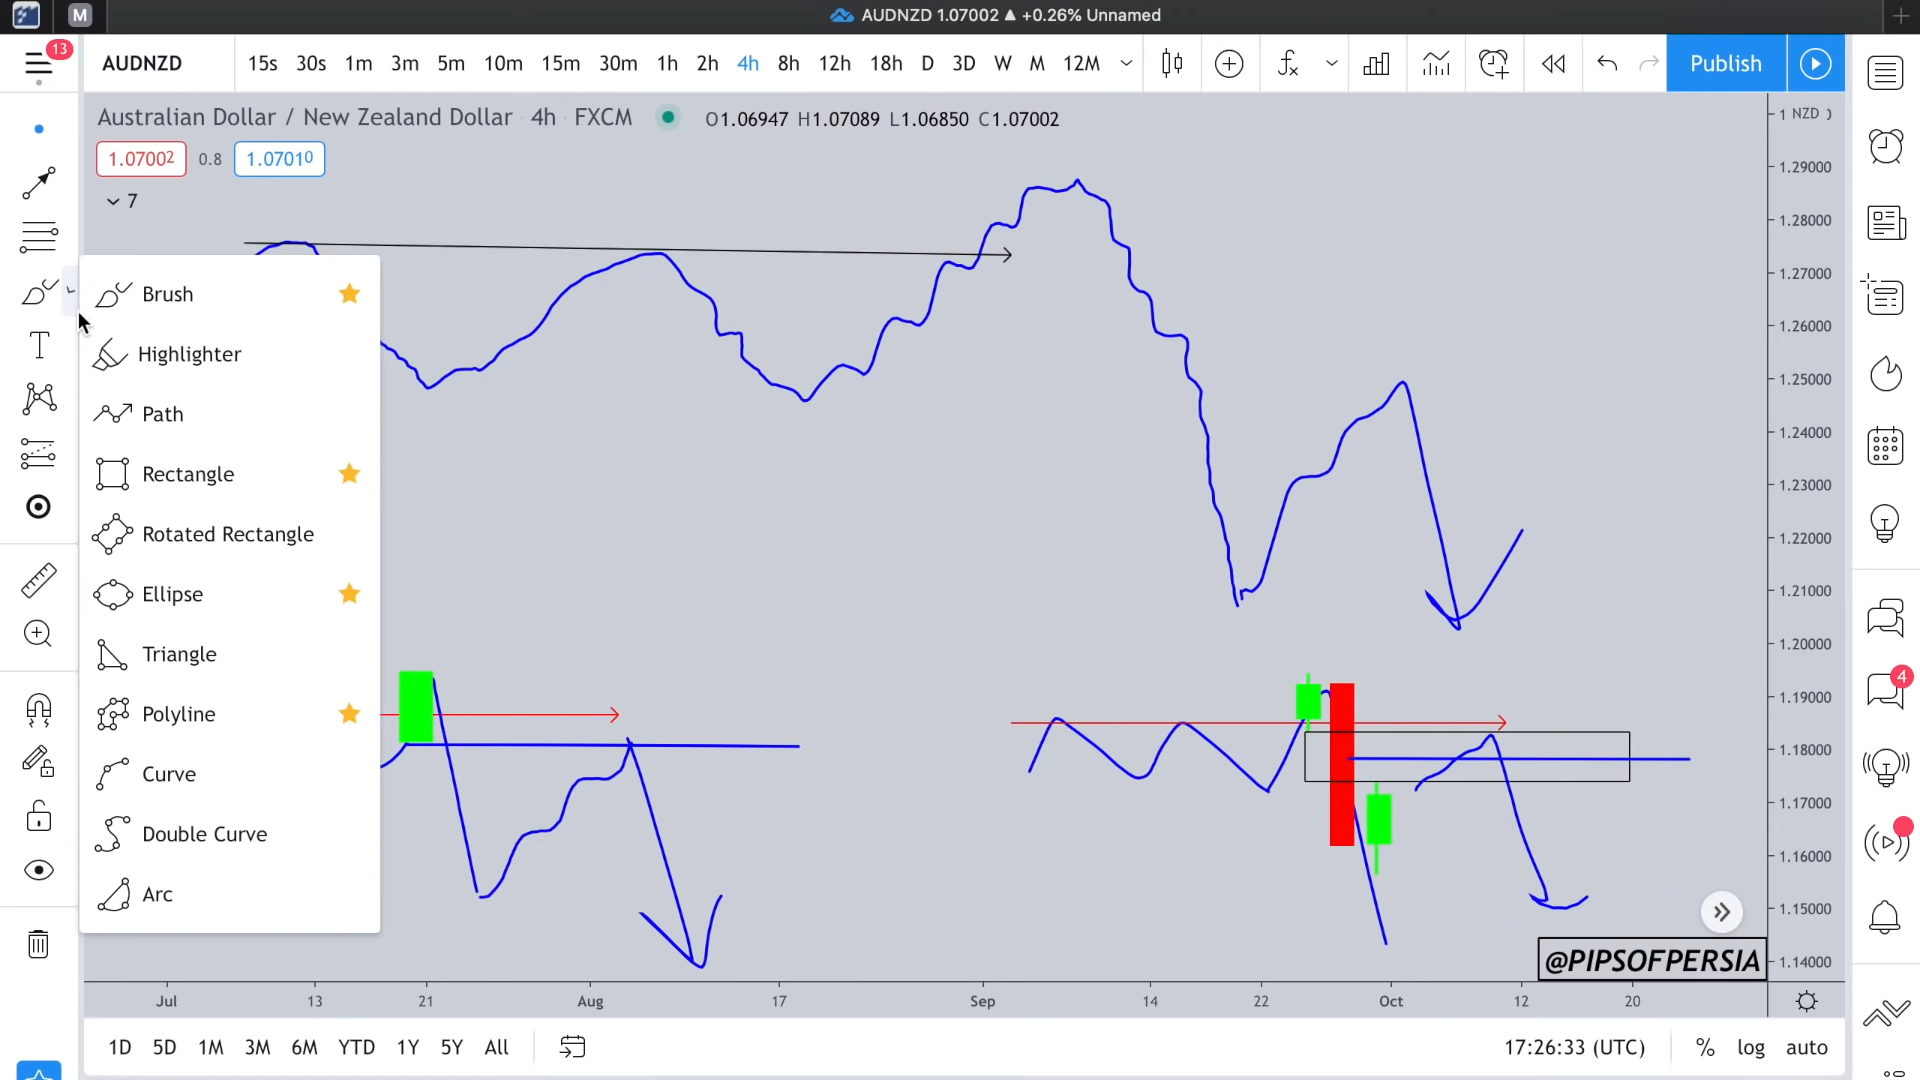 M
AUDNZD 1.07002 ▲ +0.26% Unnamed
13
AUDNZD
15s 30s 1m 3m 5m 10m 15m 30m 1h 2h 4h 8h 12h 18h D 3D W M 12M
Publish
Australian Dollar / New Zealand Dollar · 4h · FXCM
O1.06947 H1.07089 L1.06850 C1.07002
1.07002 0.8 1.07010
7
1 NZD
1.29000
1.28000
1.27000
1.26000
1.25000
1.24000
1.23000
1.22000
1.21000
1.20000
1.19000
1.18000
1.17000
1.16000
1.15000
1.14000
Brush
Highlighter
Path
Rectangle
Rotated Rectangle
Ellipse
Triangle
Polyline
Curve
Double Curve
Arc
4
@PIPSOFPERSIA
Jul 13 21 Aug 17 Sep 14 22 Oct 12 20
1D 5D 1M 3M 6M YTD 1Y 5Y All
17:26:33 (UTC) % log auto